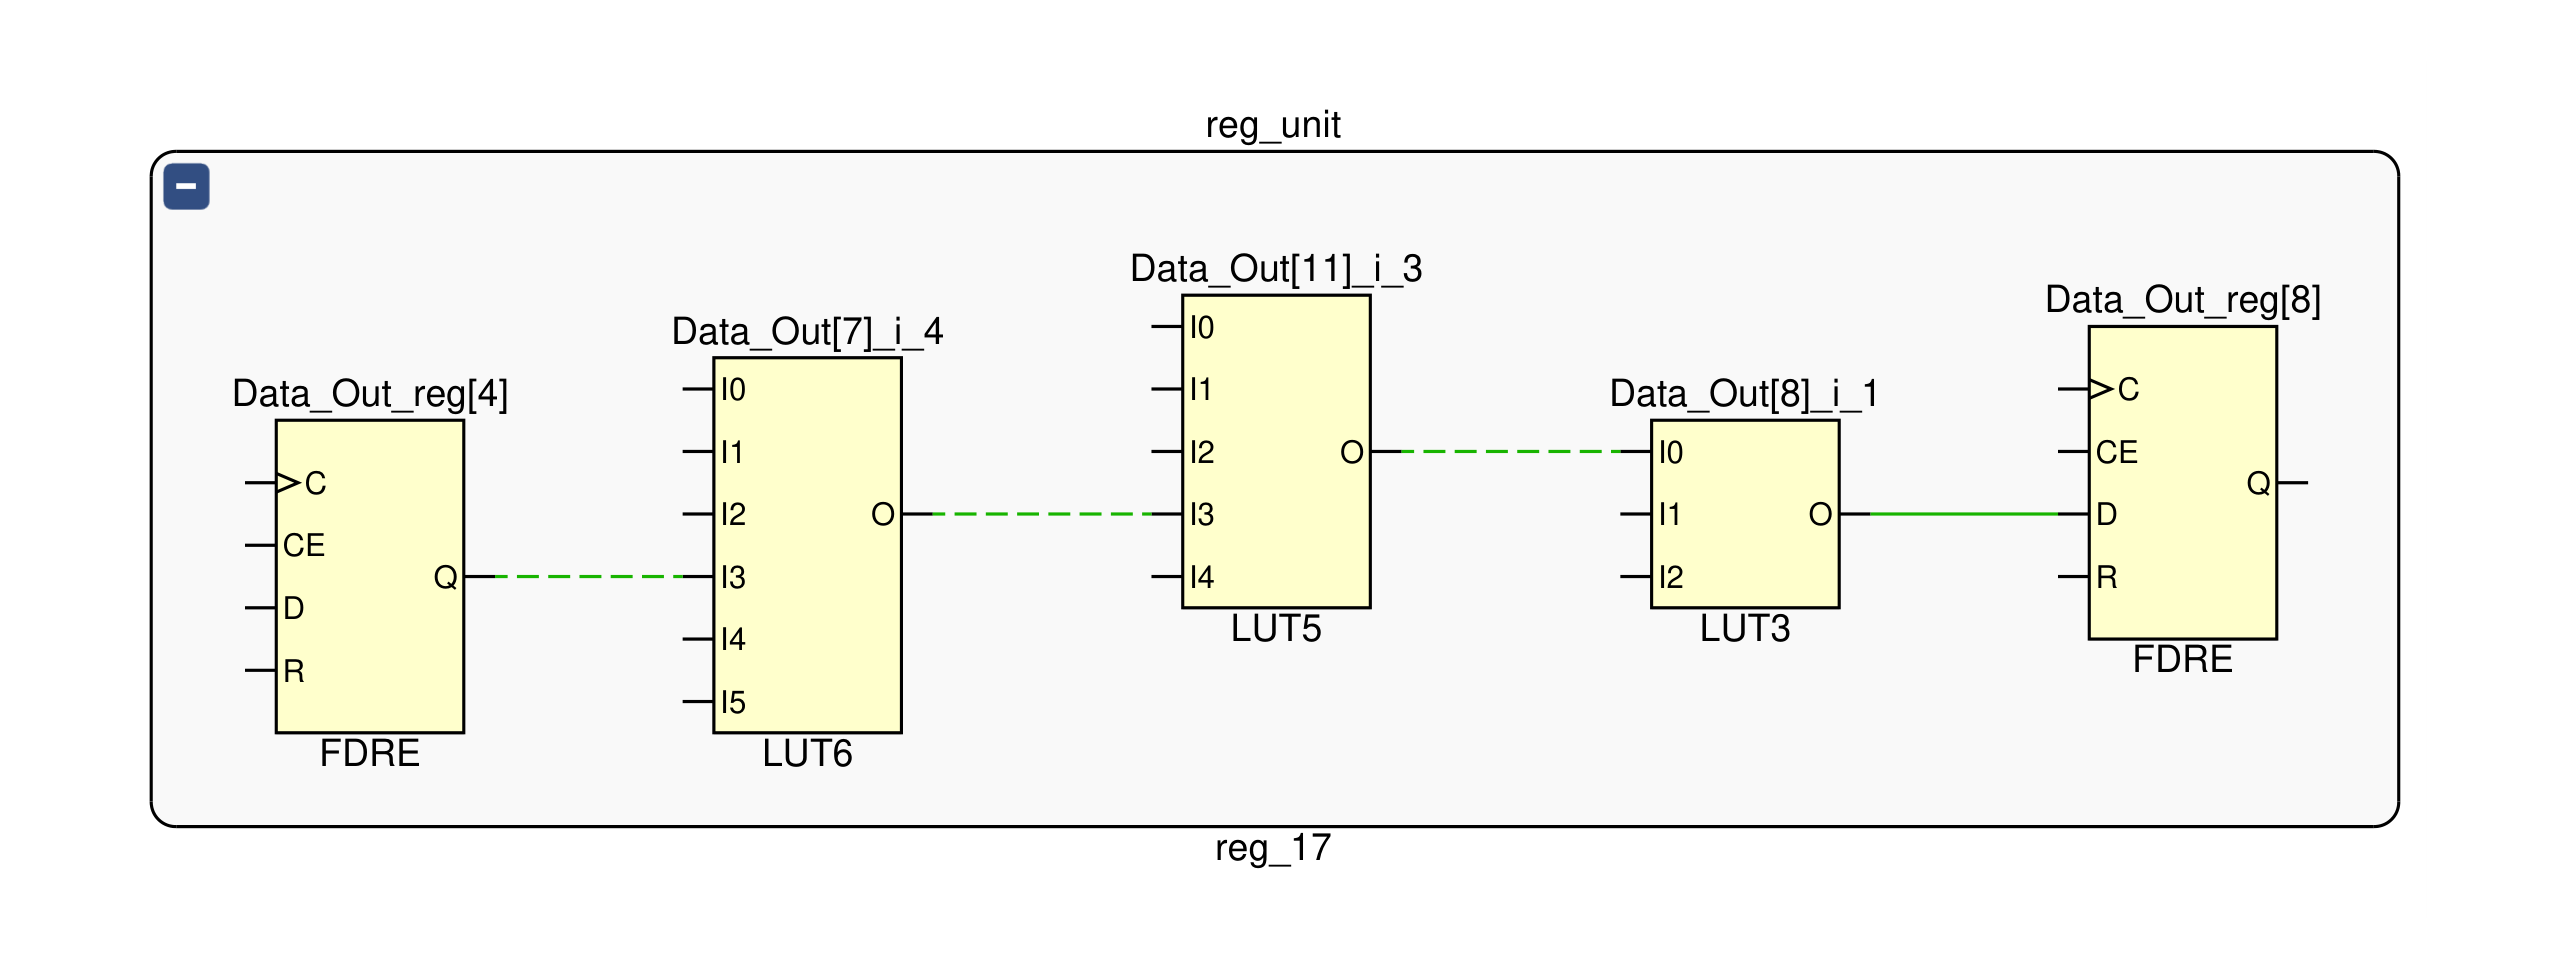 reg_unit
Data_Out_reg[4]
C
CE
D
R
Q
FDRE
Data_Out[7]_i_4
I0
I1
I2
I3
I4
I5
O
LUT6
Data_Out[11]_i_3
I0
I1
I2
I3
I4
O
LUT5
Data_Out[8]_i_1
I0
I1
I2
O
LUT3
Data_Out_reg[8]
C
CE
D
R
Q
FDRE
reg_17